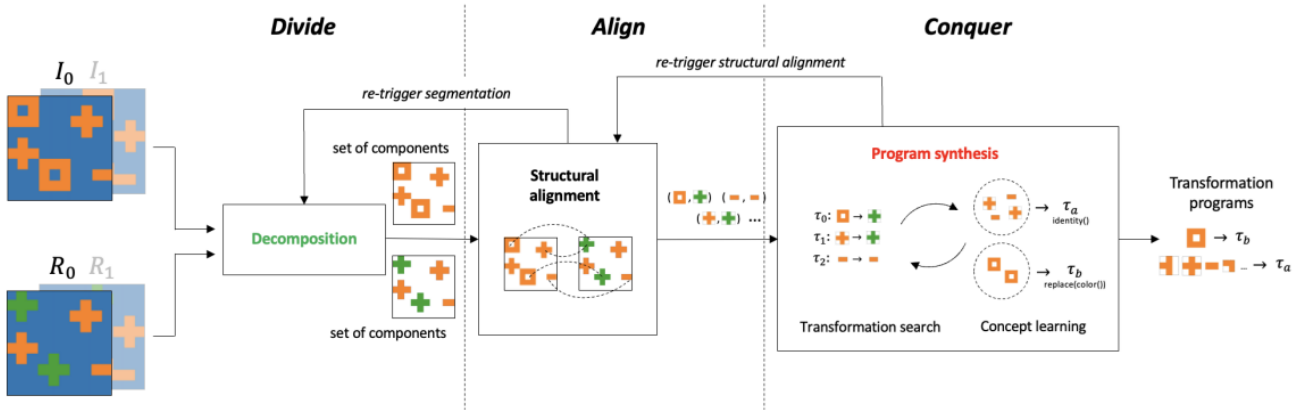 Divide
Align
Conquer
I₀ I₁
re-trigger segmentation
re-trigger structural alignment
set of components
Decomposition
set of components
R₀ R₁
Structural
alignment
( , ) ( , )
( , ) ...
Program synthesis
τ₀: →
τ₁: →
τ₂: →
→ τₐ
identity()
→ τ_b
replace(color())
Transformation search
Concept learning
Transformation
programs
→ τ_b
... → τₐ